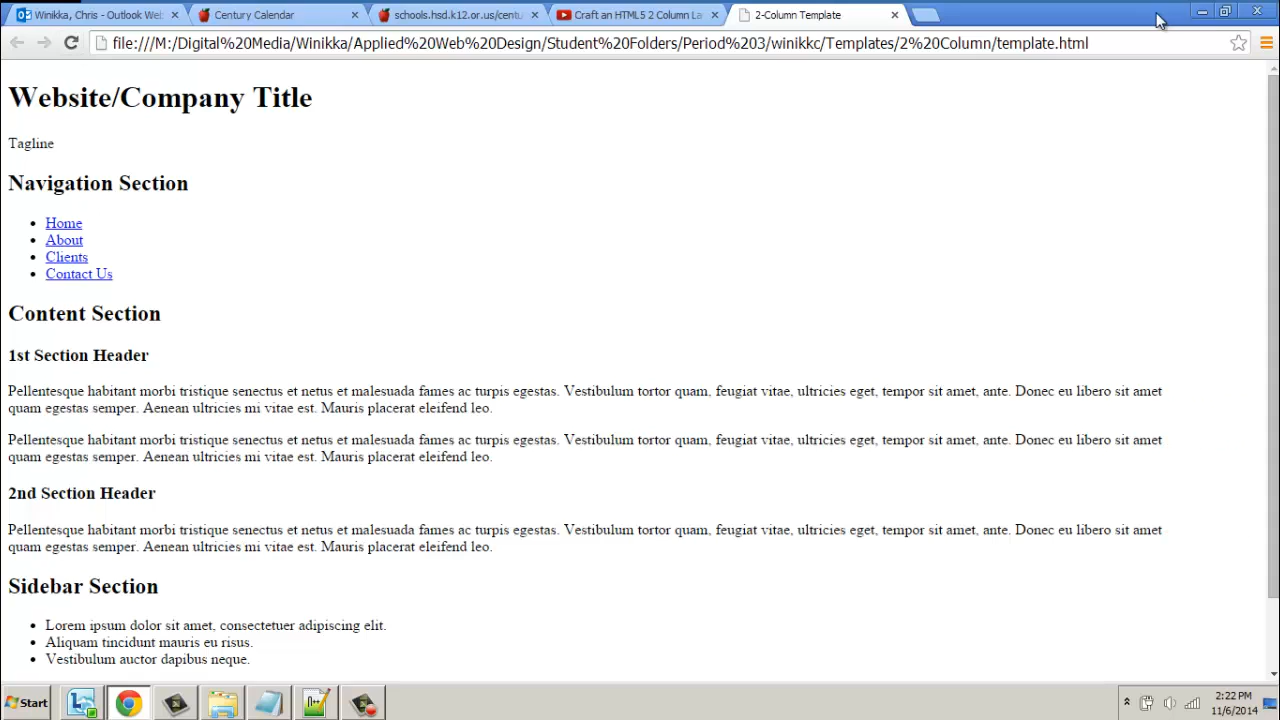 Winikka, Chris - Outlook Web
Century Calendar
schools.hsd.k12.or.us/centu
Craft an HTML5 2 Column La
2-Column Template
file:///M:/Digital%20Media/Winikka/Applied%20Web%20Design/Student%20Folders/Period%203/winikkc/Templates/2%20Column/template.html
Website/Company Title
Tagline
Navigation Section
Home
About
Clients
Contact Us
Content Section
1st Section Header
Pellentesque habitant morbi tristique senectus et netus et malesuada fames ac turpis egestas. Vestibulum tortor quam, feugiat vitae, ultricies eget, tempor sit amet, ante. Donec eu libero sit amet
quam egestas semper. Aenean ultricies mi vitae est. Mauris placerat eleifend leo.
Pellentesque habitant morbi tristique senectus et netus et malesuada fames ac turpis egestas. Vestibulum tortor quam, feugiat vitae, ultricies eget, tempor sit amet, ante. Donec eu libero sit amet
quam egestas semper. Aenean ultricies mi vitae est. Mauris placerat eleifend leo.
2nd Section Header
Pellentesque habitant morbi tristique senectus et netus et malesuada fames ac turpis egestas. Vestibulum tortor quam, feugiat vitae, ultricies eget, tempor sit amet, ante. Donec eu libero sit amet
quam egestas semper. Aenean ultricies mi vitae est. Mauris placerat eleifend leo.
Sidebar Section
Lorem ipsum dolor sit amet, consectetuer adipiscing elit.
Aliquam tincidunt mauris eu risus.
Vestibulum auctor dapibus neque.
Start
2:22 PM
11/6/2014